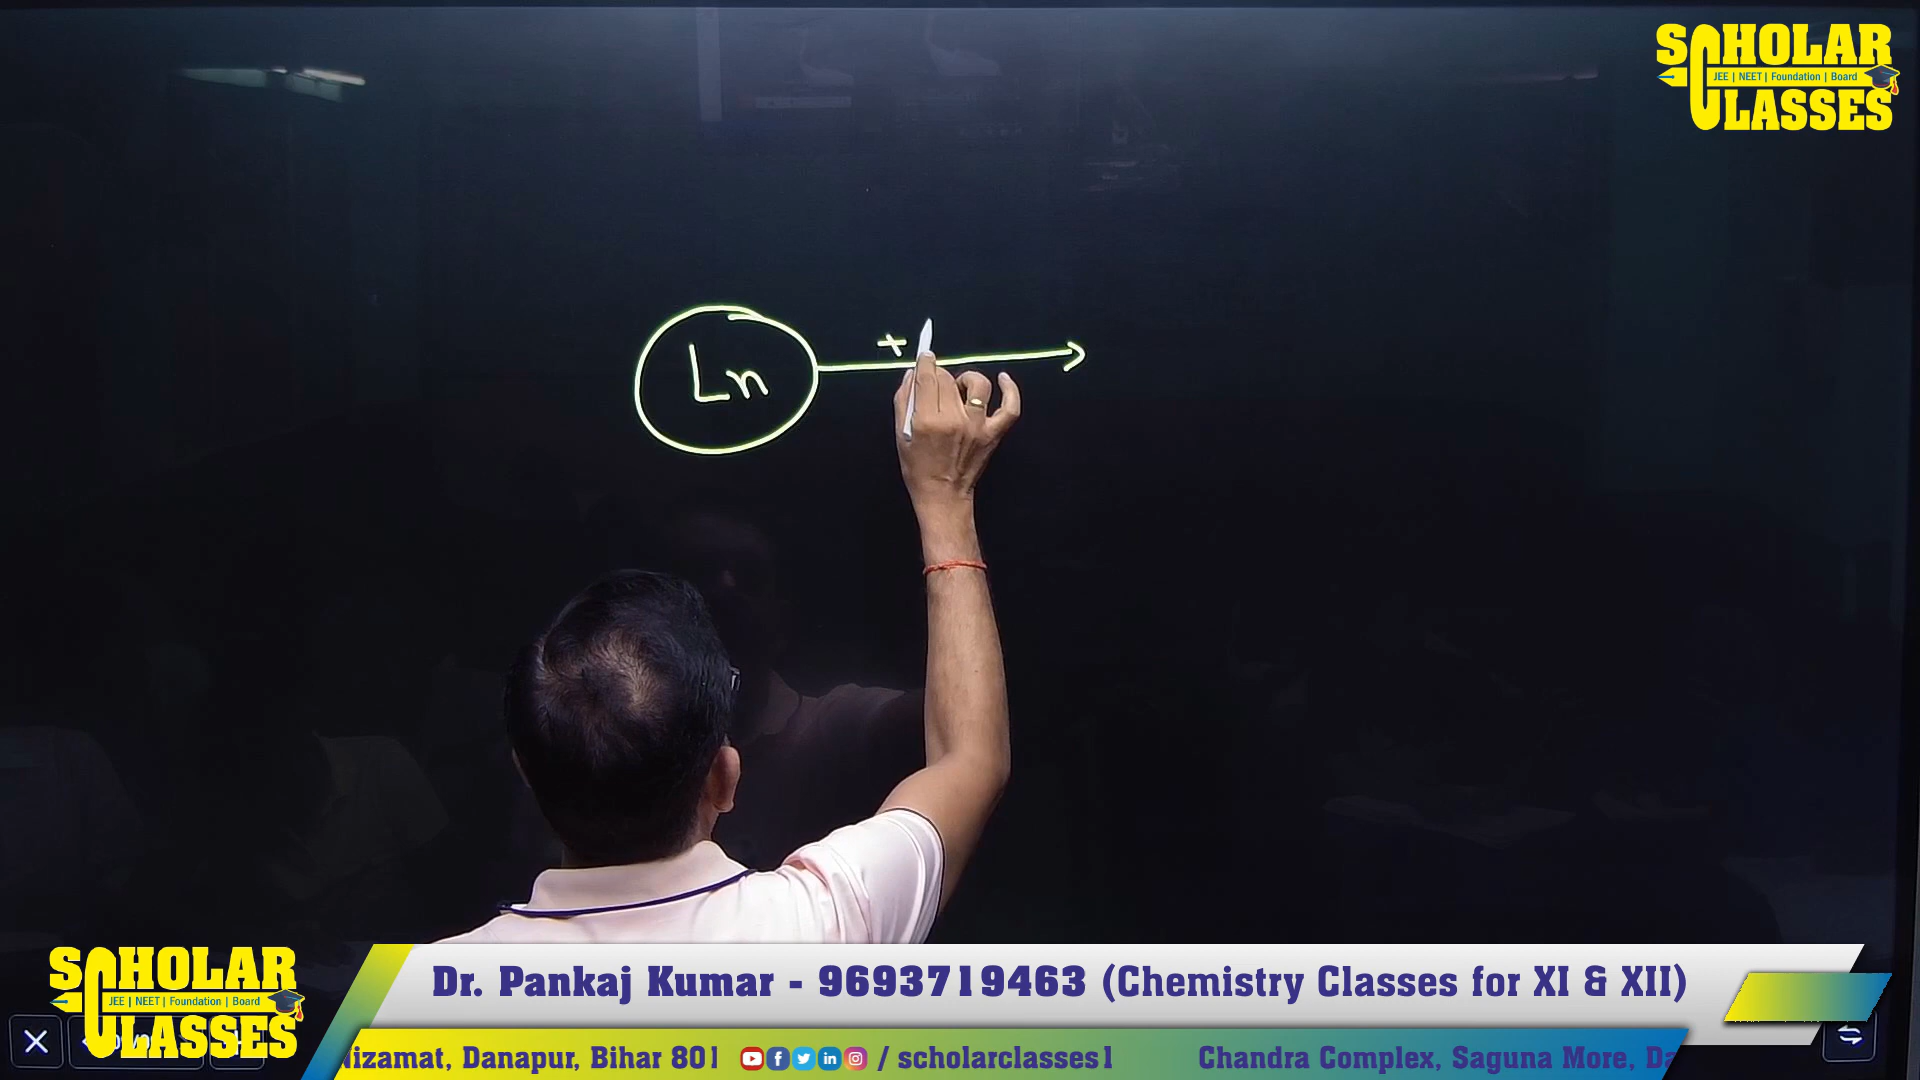 SCHOLAR
JEE | NEET | Foundation | Board
CLASSES
+
Ln
SCHOLAR
JEE | NEET | Foundation | Board
CLASSES
Dr. Pankaj Kumar - 9693719463 (Chemistry Classes for XI & XII)
Nizamat, Danapur, Bihar 801 / scholarclasses1 Chandra Complex, Saguna More, Da